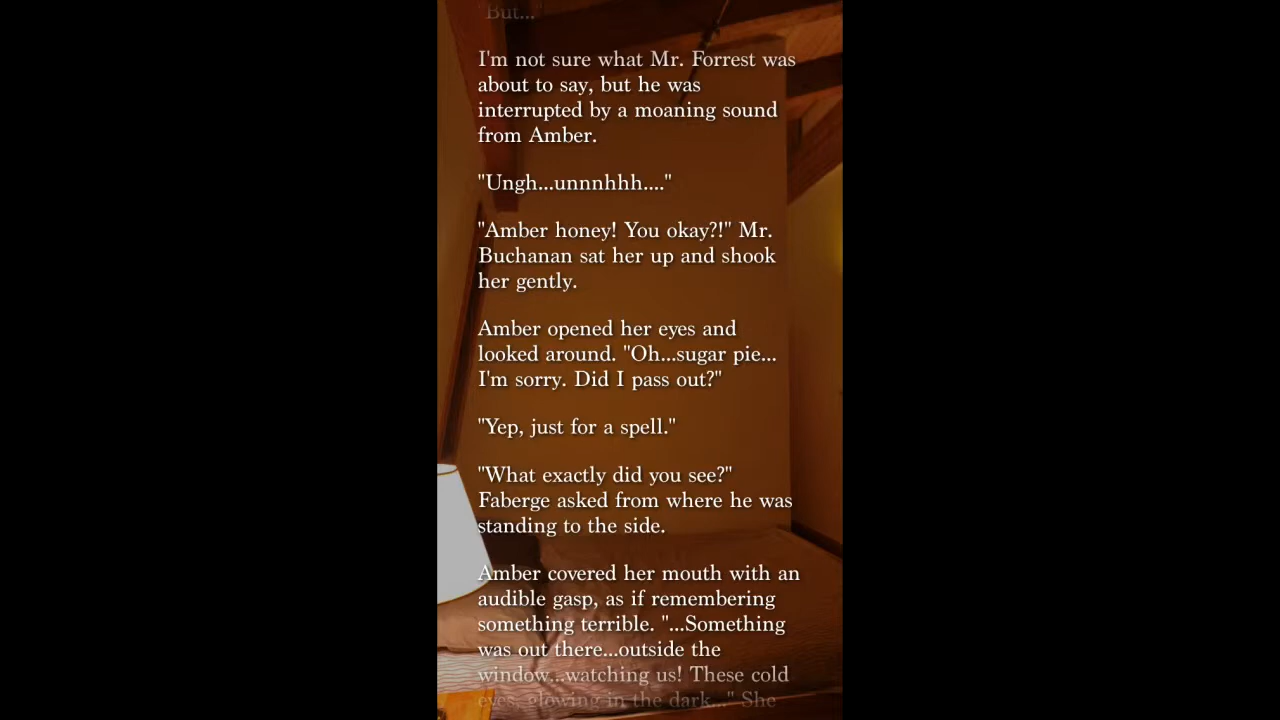 "But...
I'm not sure what Mr. Forrest was
about to say, but he was
interrupted by a moaning sound
from Amber.
"Ungh...unnnhhh...."
"Amber honey! You okay?!" Mr.
Buchanan sat her up and shook
her gently.
Amber opened her eyes and
looked around. "Oh...sugar pie...
I'm sorry. Did I pass out?"
"Yep, just for a spell."
"What exactly did you see?"
Faberge asked from where he was
standing to the side.
Amber covered her mouth with an
audible gasp, as if remembering
something terrible. "...Something
was out there...outside the
window...watching us! These cold
eyes, glowing in the dark..." She